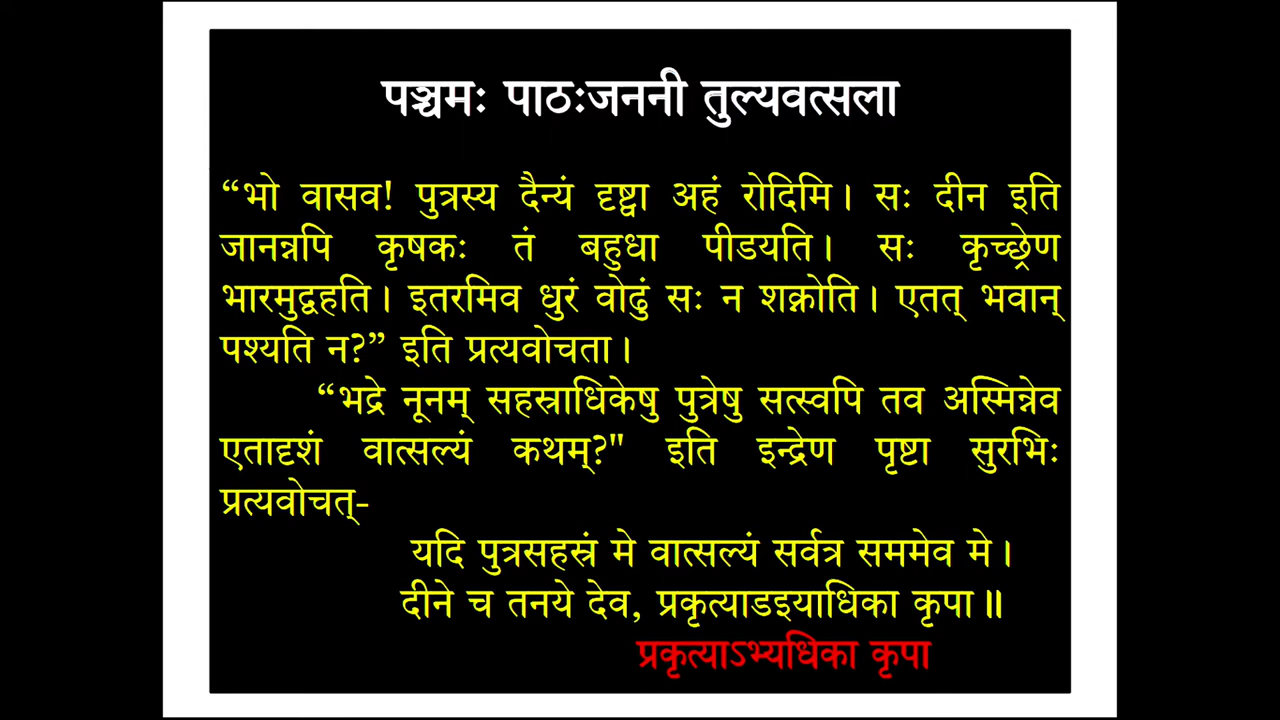 पञ्चमः पाठःजननी तुल्यवत्सला
“भो वासव! पुत्रस्य दैन्यं दृष्ट्वा अहं रोदिमि। सः दीन इति
जानन्नपि कृषकः तं बहुधा पीडयति। सः कृच्छ्रेण
भारमुद्वहति। इतरमिव धुरं वोढुं सः न शक्नोति। एतत् भवान्
पश्यति न?” इति प्रत्यवोचता।
“भद्रे नूनम् सहस्राधिकेषु पुत्रेषु सत्स्वपि तव अस्मिन्नेव
एतादृशं वात्सल्यं कथम्?" इति इन्द्रेण पृष्टा सुरभिः
प्रत्यवोचत्-
यदि पुत्रसहस्रं मे वात्सल्यं सर्वत्र सममेव मे।
दीने च तनये देव, प्रकृत्याडइयाधिका कृपा॥
प्रकृत्याऽभ्यधिका कृपा